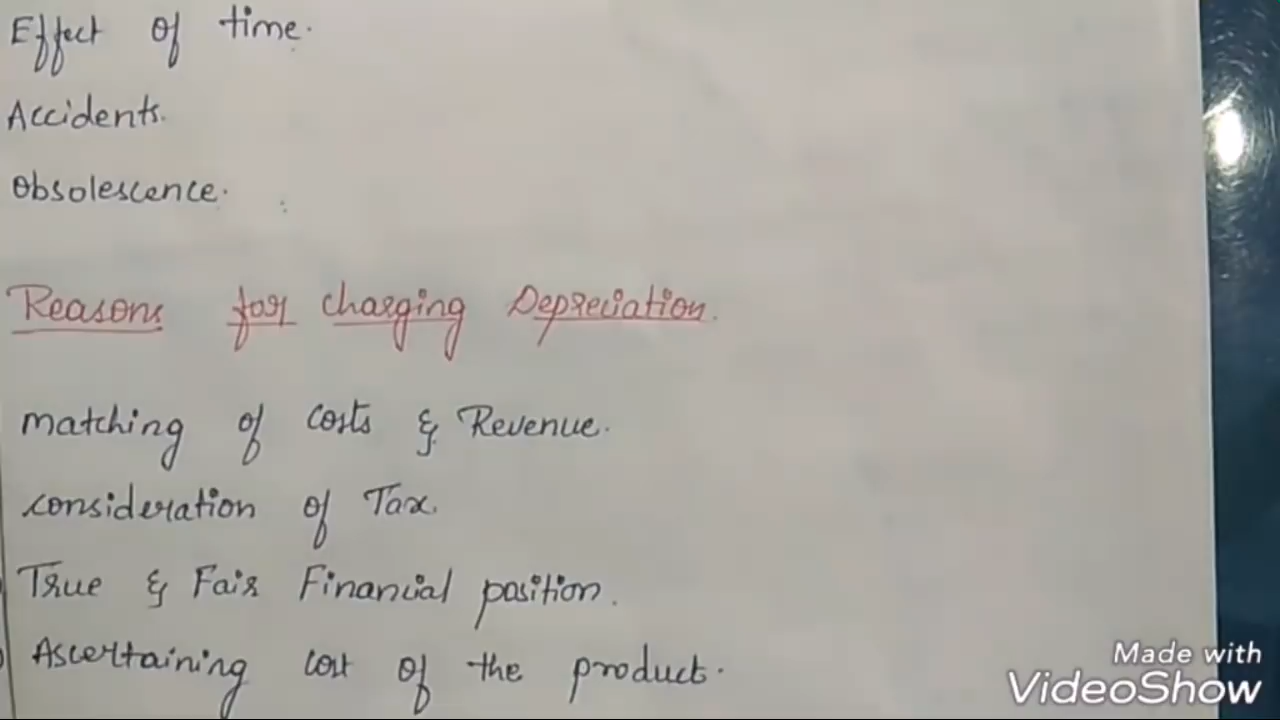 Effect of time.
Accidents.
Obsolescence.
Reasons for charging Depreciation.
matching of costs & Revenue.
consideration of Tax.
True & Fair Financial position.
Ascertaining cost of the product.
Made with
VideoShow